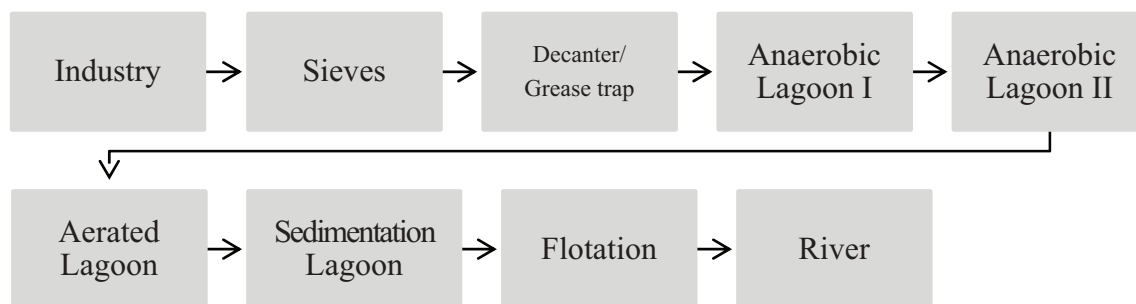 Industry
Sieves
Decanter/
Grease trap
Anaerobic
Lagoon I
Anaerobic
Lagoon II
Aerated
Lagoon
Sedimentation
Lagoon
Flotation
River